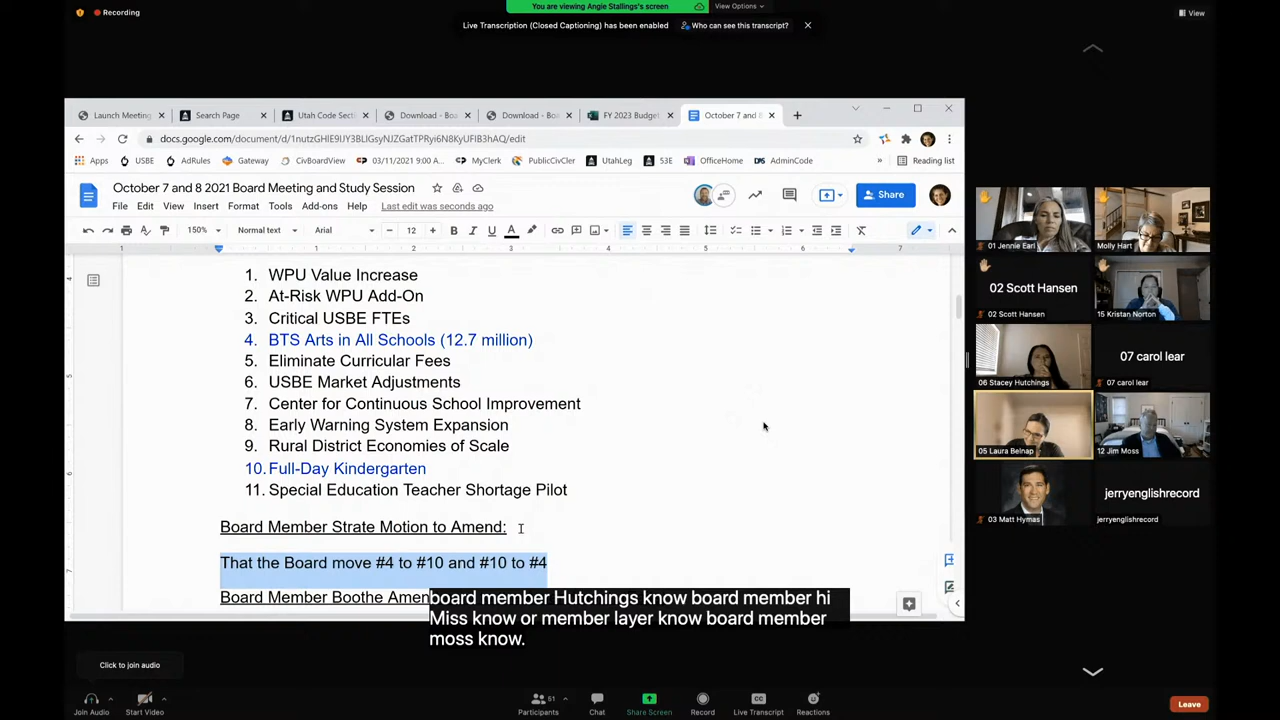 Recording
You are viewing Angie Stallings's screen
View Options
Live Transcription (Closed Captioning) has been enabled
Who can see this transcript?
View
Launch Meeting
Search Page
Utah Code Secti
Download - Boa
Download - Bo
FY 2023 Budget
October 7 and 8
docs.google.com/document/d/1nutzGHlE9IJY3BLJGsyNJZGatTPRyi6N8KyUFlB3hAQ/edit
Apps
USBE
AdRules
Gateway
CivBoardView
03/11/2021 9:00 A...
MyClerk
PublicCivCler
UtahLeg
53E
OfficeHome
AdminCode
Reading list
October 7 and 8 2021 Board Meeting and Study Session
File Edit View Insert Format Tools Add-ons Help Last edit was seconds ago
Share
150% Normal text Arial 12
1 1 2 3 4 5 6 7
1. WPU Value Increase
2. At-Risk WPU Add-On
3. Critical USBE FTEs
4. BTS Arts in All Schools (12.7 million)
5. Eliminate Curricular Fees
6. USBE Market Adjustments
7. Center for Continuous School Improvement
8. Early Warning System Expansion
9. Rural District Economies of Scale
10. Full-Day Kindergarten
11. Special Education Teacher Shortage Pilot
Board Member Strate Motion to Amend:
That the Board move #4 to #10 and #10 to #4
Board Member Boothe Amen
board member Hutchings know board member hi
Miss know or member layer know board member
moss know.
01 Jennie Earl
Molly Hart
02 Scott Hansen
02 Scott Hansen
15 Kristan Norton
06 Stacey Hutchings
07 carol lear
07 carol lear
05 Laura Belnap
12 Jim Moss
03 Matt Hymas
jerryenglishrecord
jerryenglishrecord
Click to join audio
Join Audio
Start Video
51
Participants
Chat
Share Screen
Record
Live Transcript
Reactions
Leave